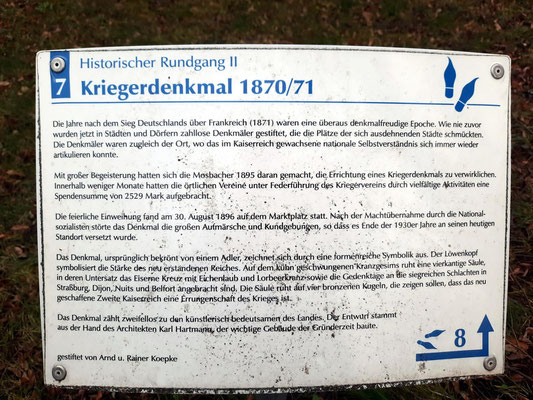 Historischer Rundgang II
7 Kriegerdenkmal 1870/71
Die Jahre nach dem Sieg Deutschlands über Frankreich (1871) waren eine überaus denkmalfreudige Epoche. Wie nie zuvor
wurden jetzt in Städten und Dörfern zahllose Denkmäler gestiftet, die die Plätze der sich ausdehnenden Städte schmückten.
Die Denkmäler waren zugleich der Ort, wo das im Kaiserreich gewachsene nationale Selbstverständnis sich immer wieder
artikulieren konnte.
Mit großer Begeisterung hatten sich die Mosbacher 1895 daran gemacht, die Errichtung eines Kriegerdenkmals zu verwirklichen.
Innerhalb weniger Monate hatten die örtlichen Vereine unter Federführung des Kriegervereins durch vielfältige Aktivitäten eine
Spendensumme von 2529 Mark aufgebracht.
Die feierliche Einweihung fand am 30. August 1896 auf dem Marktplatz statt. Nach der Machtübernahme durch die National-
sozialisten störte das Denkmal die großen Aufmärsche und Kundgebungen, so dass es Ende der 1930er Jahre an seinen heutigen
Standort versetzt wurde.
Das Denkmal, ursprünglich bekrönt von einem Adler, zeichnet sich durch eine formenreiche Symbolik aus. Der Löwenkopf
symbolisiert die Stärke des neu erstandenen Reiches. Auf dem kühn geschwungenen Kranzgesims ruht eine vierkantige Säule,
in deren Untersatz das Eiserne Kreuz mit Eichenlaub und Lorbeerkranz sowie die Gedenktage an die siegreichen Schlachten in
Straßburg, Dijon, Nuits und Belfort angebracht sind. Die Säule ruht auf vier bronzenen Kugeln, die zeigen sollen, dass das neu
geschaffene Zweite Kaiserreich eine Errungenschaft des Krieges ist.
Das Denkmal zählt zweifellos zu den künstlerisch bedeutsamen des Landes. Der Entwurf stammt
aus der Hand des Architekten Karl Hartmann, der wichtige Gebäude der Gründerzeit baute.
8
gestiftet von Arnd u. Rainer Koepke